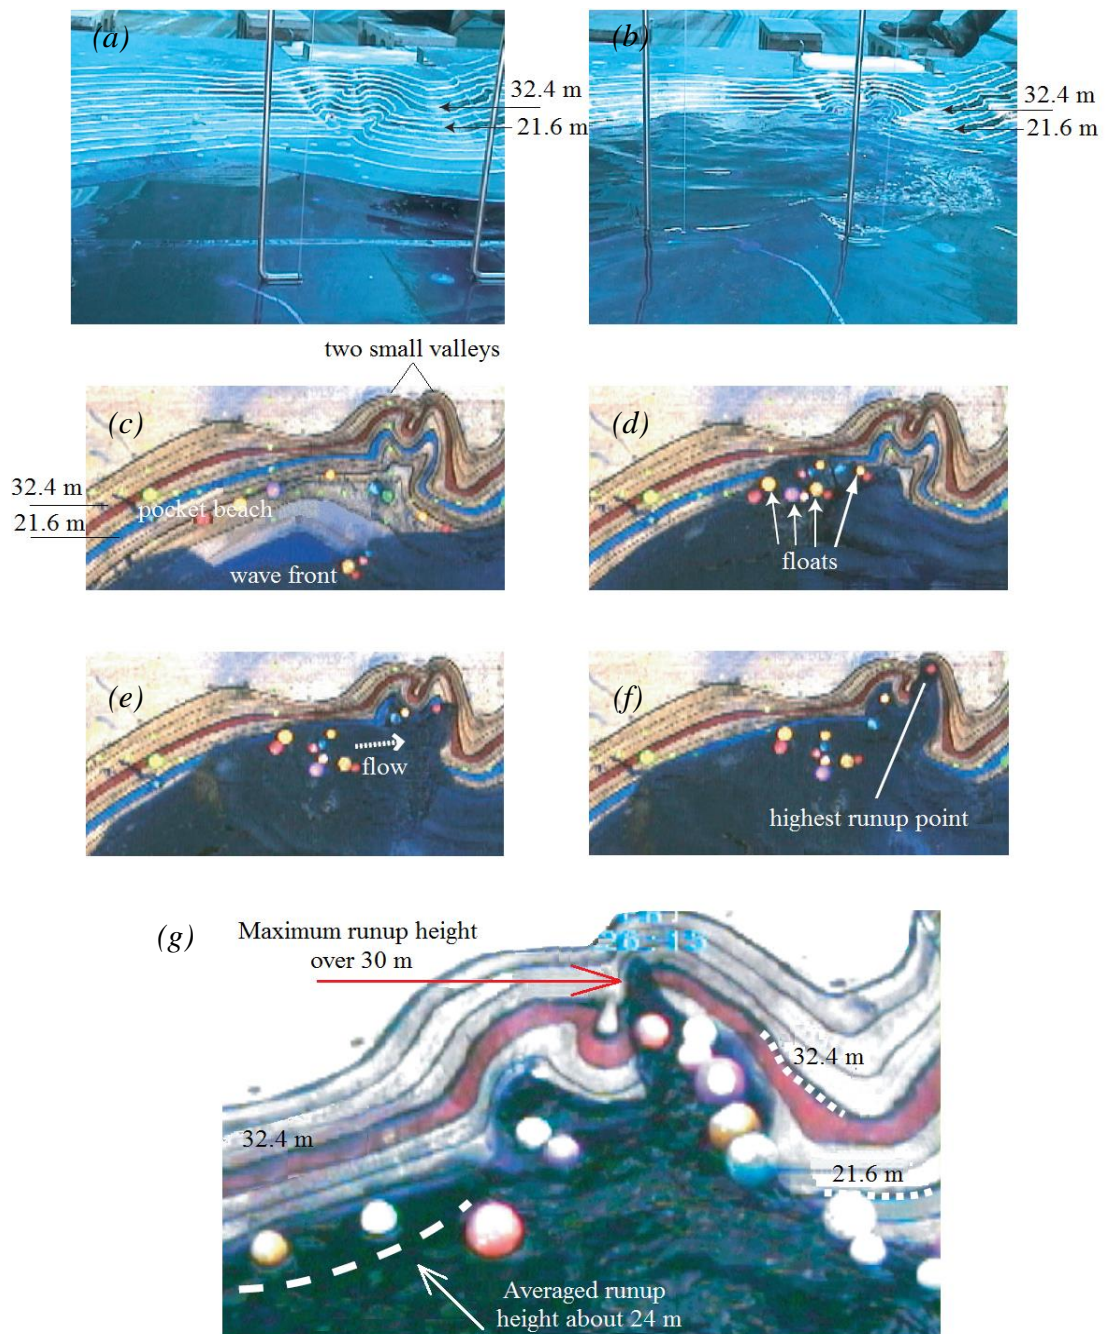 (a)
32.4 m
21.6 m
(b)
32.4 m
21.6 m
two small valleys
(c)
32.4 m
21.6 m
pocket beach
wave front
(d)
floats
(e)
flow
(f)
highest runup point
(g)
Maximum runup height
over 30 m
32.4 m
32.4 m
21.6 m
Averaged runup
height about 24 m